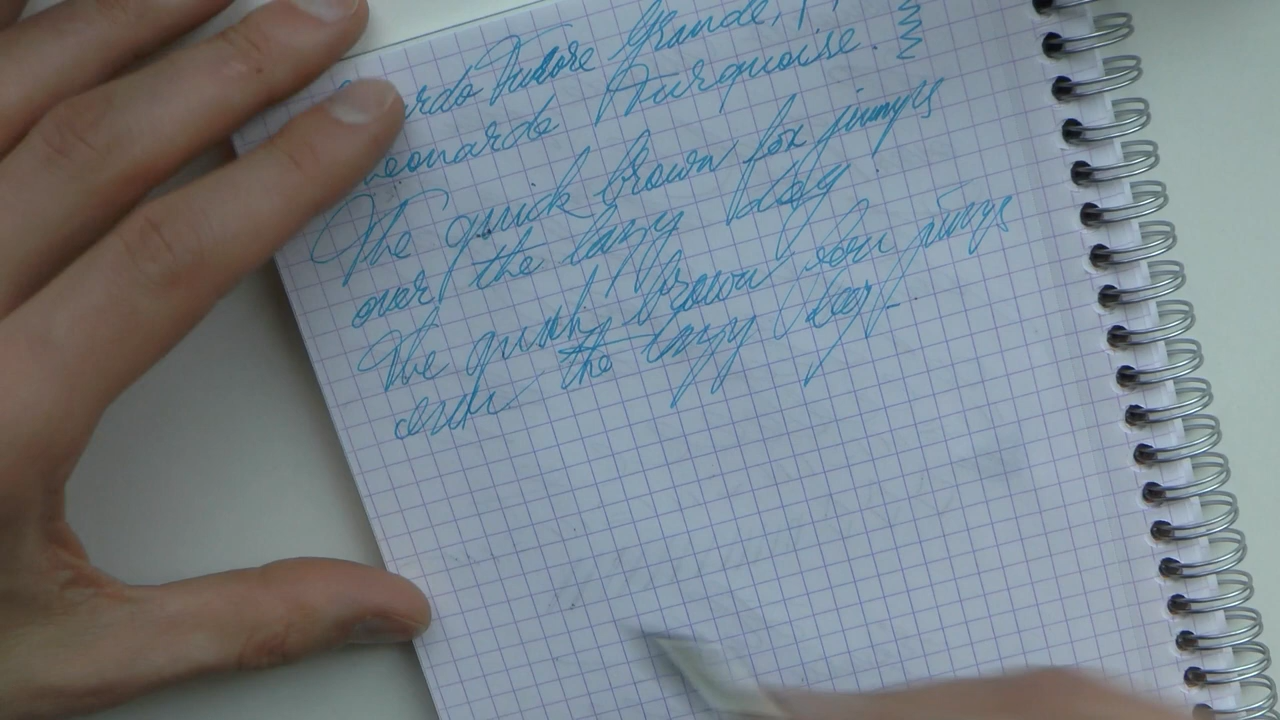 Furore Grande,
Leonardo Turquoise.
The quick brown fox jumps
over the lazy dog
The quick brown fox jumps
over the lazy dog.